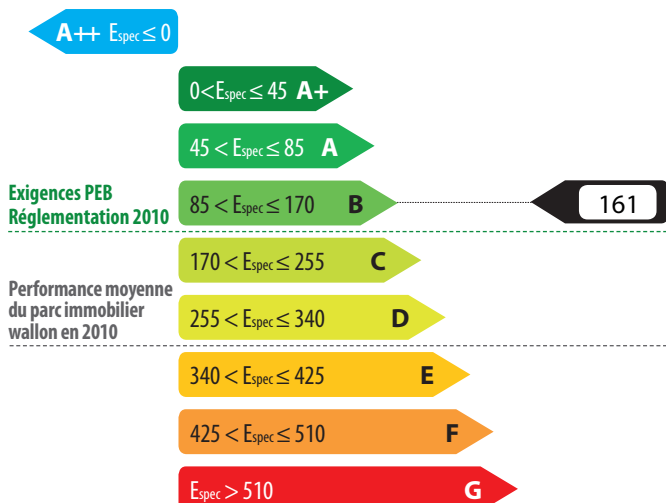 A++ Espec ≤ 0
0<Espec ≤ 45 A+
45 < Espec ≤ 85 A
Exigences PEB
Réglementation 2010
85 < Espec ≤ 170 B
161
170 < Espec ≤ 255 C
Performance moyenne
du parc immobilier
wallon en 2010
255 < Espec ≤ 340 D
340 < Espec ≤ 425 E
425 < Espec ≤ 510 F
Espec > 510 G